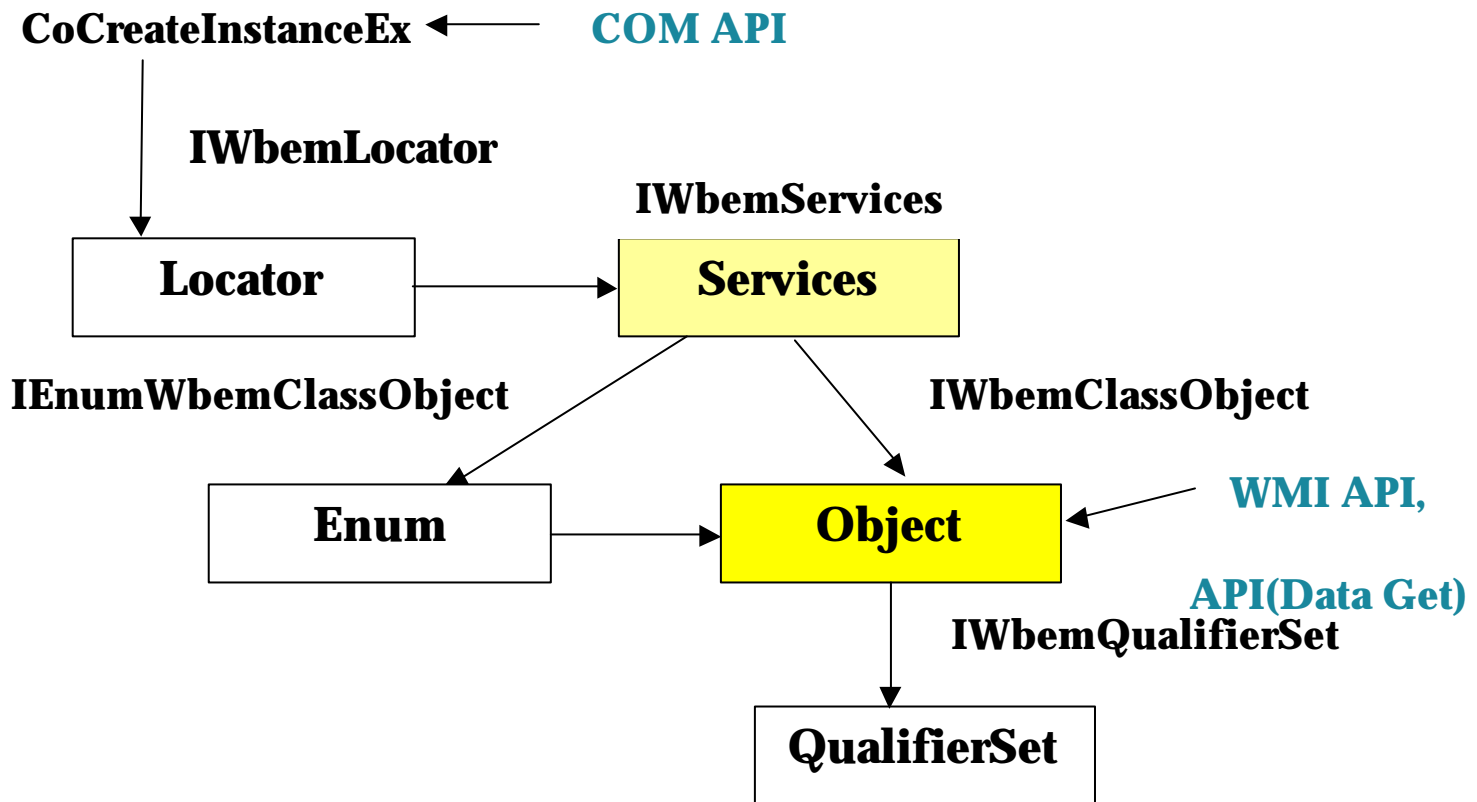 CoCreateInstanceEx
COM API
IWbemLocator
IWbemServices
Locator
Services
IEnumWbemClassObject
IWbemClassObject
Enum
Object
WMI API,
API(Data Get)
IWbemQualifierSet
QualifierSet